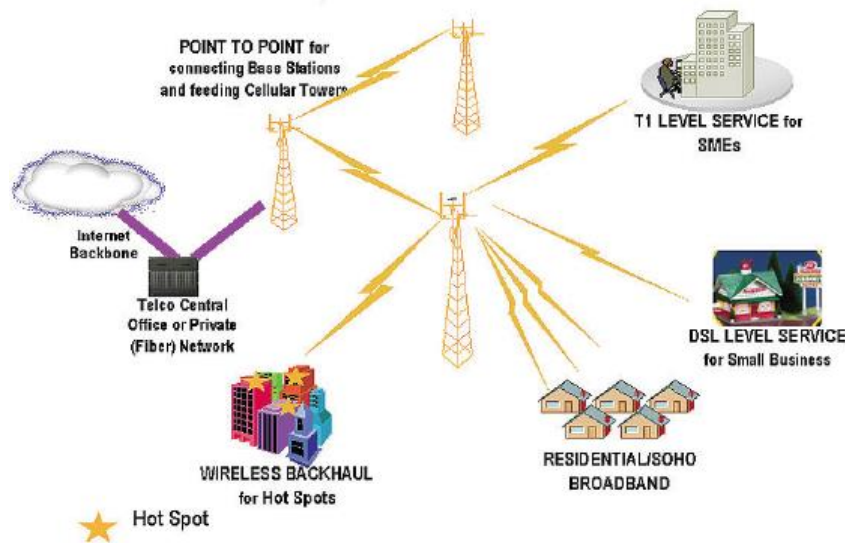 POINT TO POINT for
connecting Bass Stations
and feeding Cellular Towers
T1 LEVEL SERVICE for
SMEs
Internet
Backbone
Telco Central
Office or Private
(Fiber) Network
DSL LEVEL SERVICE
for Small Business
WIRELESS BACKHAUL
for Hot Spots
RESIDENTIAL/SOHO
BROADBAND
Hot Spot